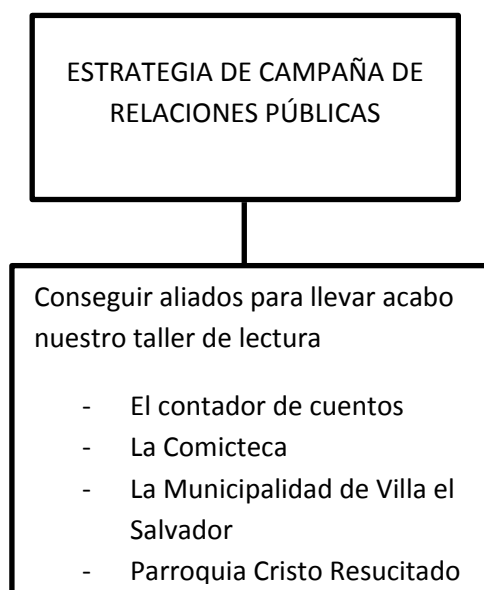 ESTRATEGIA DE CAMPAÑA DE
RELACIONES PÚBLICAS
Conseguir aliados para llevar acabo
nuestro taller de lectura
- El contador de cuentos
- La Comicteca
- La Municipalidad de Villa el
Salvador
- Parroquia Cristo Resucitado